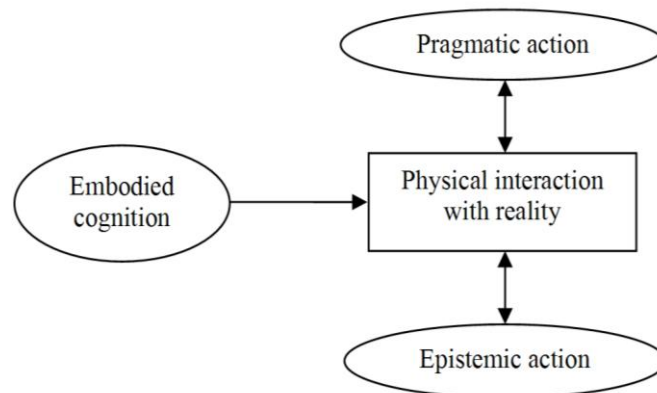 Pragmatic action
Embodied
cognition
Physical interaction
with reality
Epistemic action